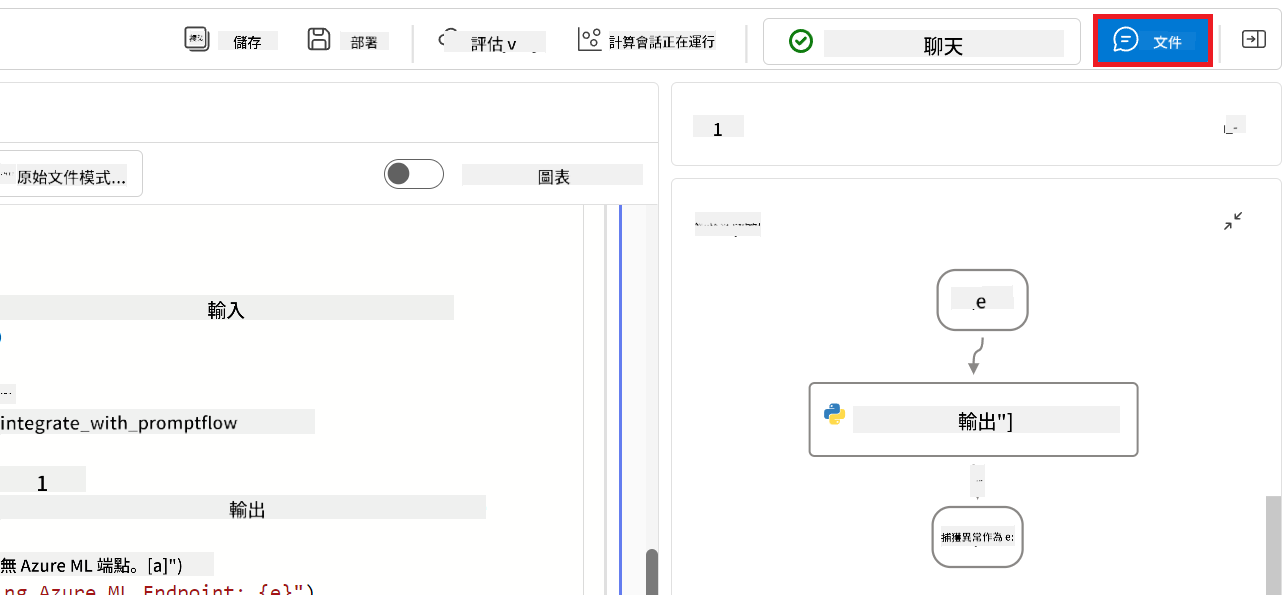 儲存
部署
評估 v
計算會話正在運行
聊天
文件
1
原始文件模式...
圖表
輸入
e
integrate_with_promptflow
輸出"]
1
輸出
捕獲異常作為 e:
無 Azure ML 端點。[a]")
ng Azure ML Endpoint: {e}")